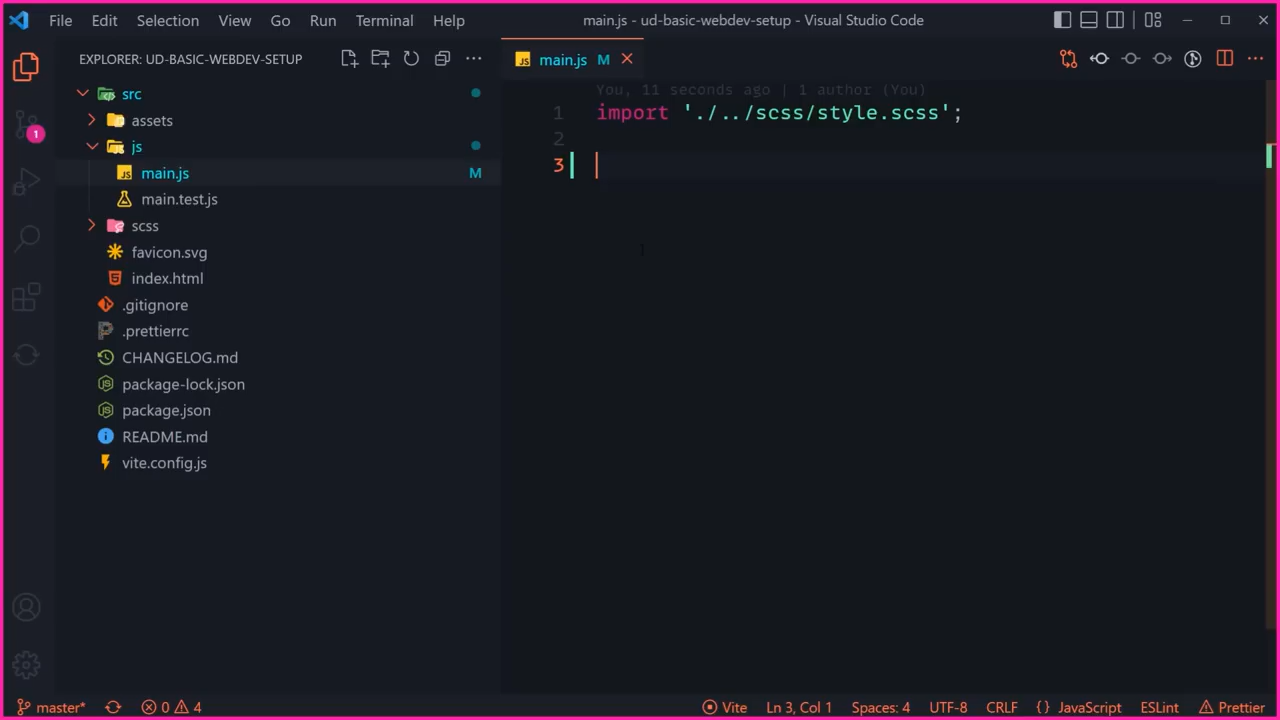 File Edit Selection View Go Run Terminal Help main.js - ud-basic-webdev-setup - Visual Studio Code
EXPLORER: UD-BASIC-WEBDEV-SETUP
src
assets
js
JS main.js M
main.test.js
scss
favicon.svg
index.html
.gitignore
.prettierrc
CHANGELOG.md
package-lock.json
package.json
README.md
vite.config.js
1
JS main.js M
You, 11 seconds ago | 1 author (You)
1 import './../scss/style.scss';
2
3
master* 0 4 Vite Ln 3, Col 1 Spaces: 4 UTF-8 CRLF { } JavaScript ESLint Prettier